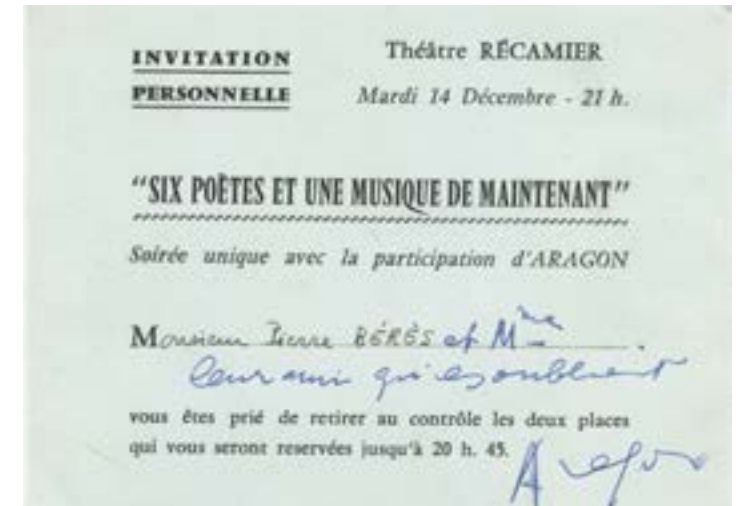 INVITATION
PERSONNELLE
Théâtre RÉCAMIER
Mardi 14 Décembre - 21 h.
"SIX POÈTES ET UNE MUSIQUE DE MAINTENANT"
Soirée unique avec la participation d'ARAGON
Monsieur Pierre BÉRÈS et Mme
leur ami qui
vous êtes prié de retirer au contrôle les deux places
qui vous seront reservées jusqu'à 20 h. 45.
Aragon